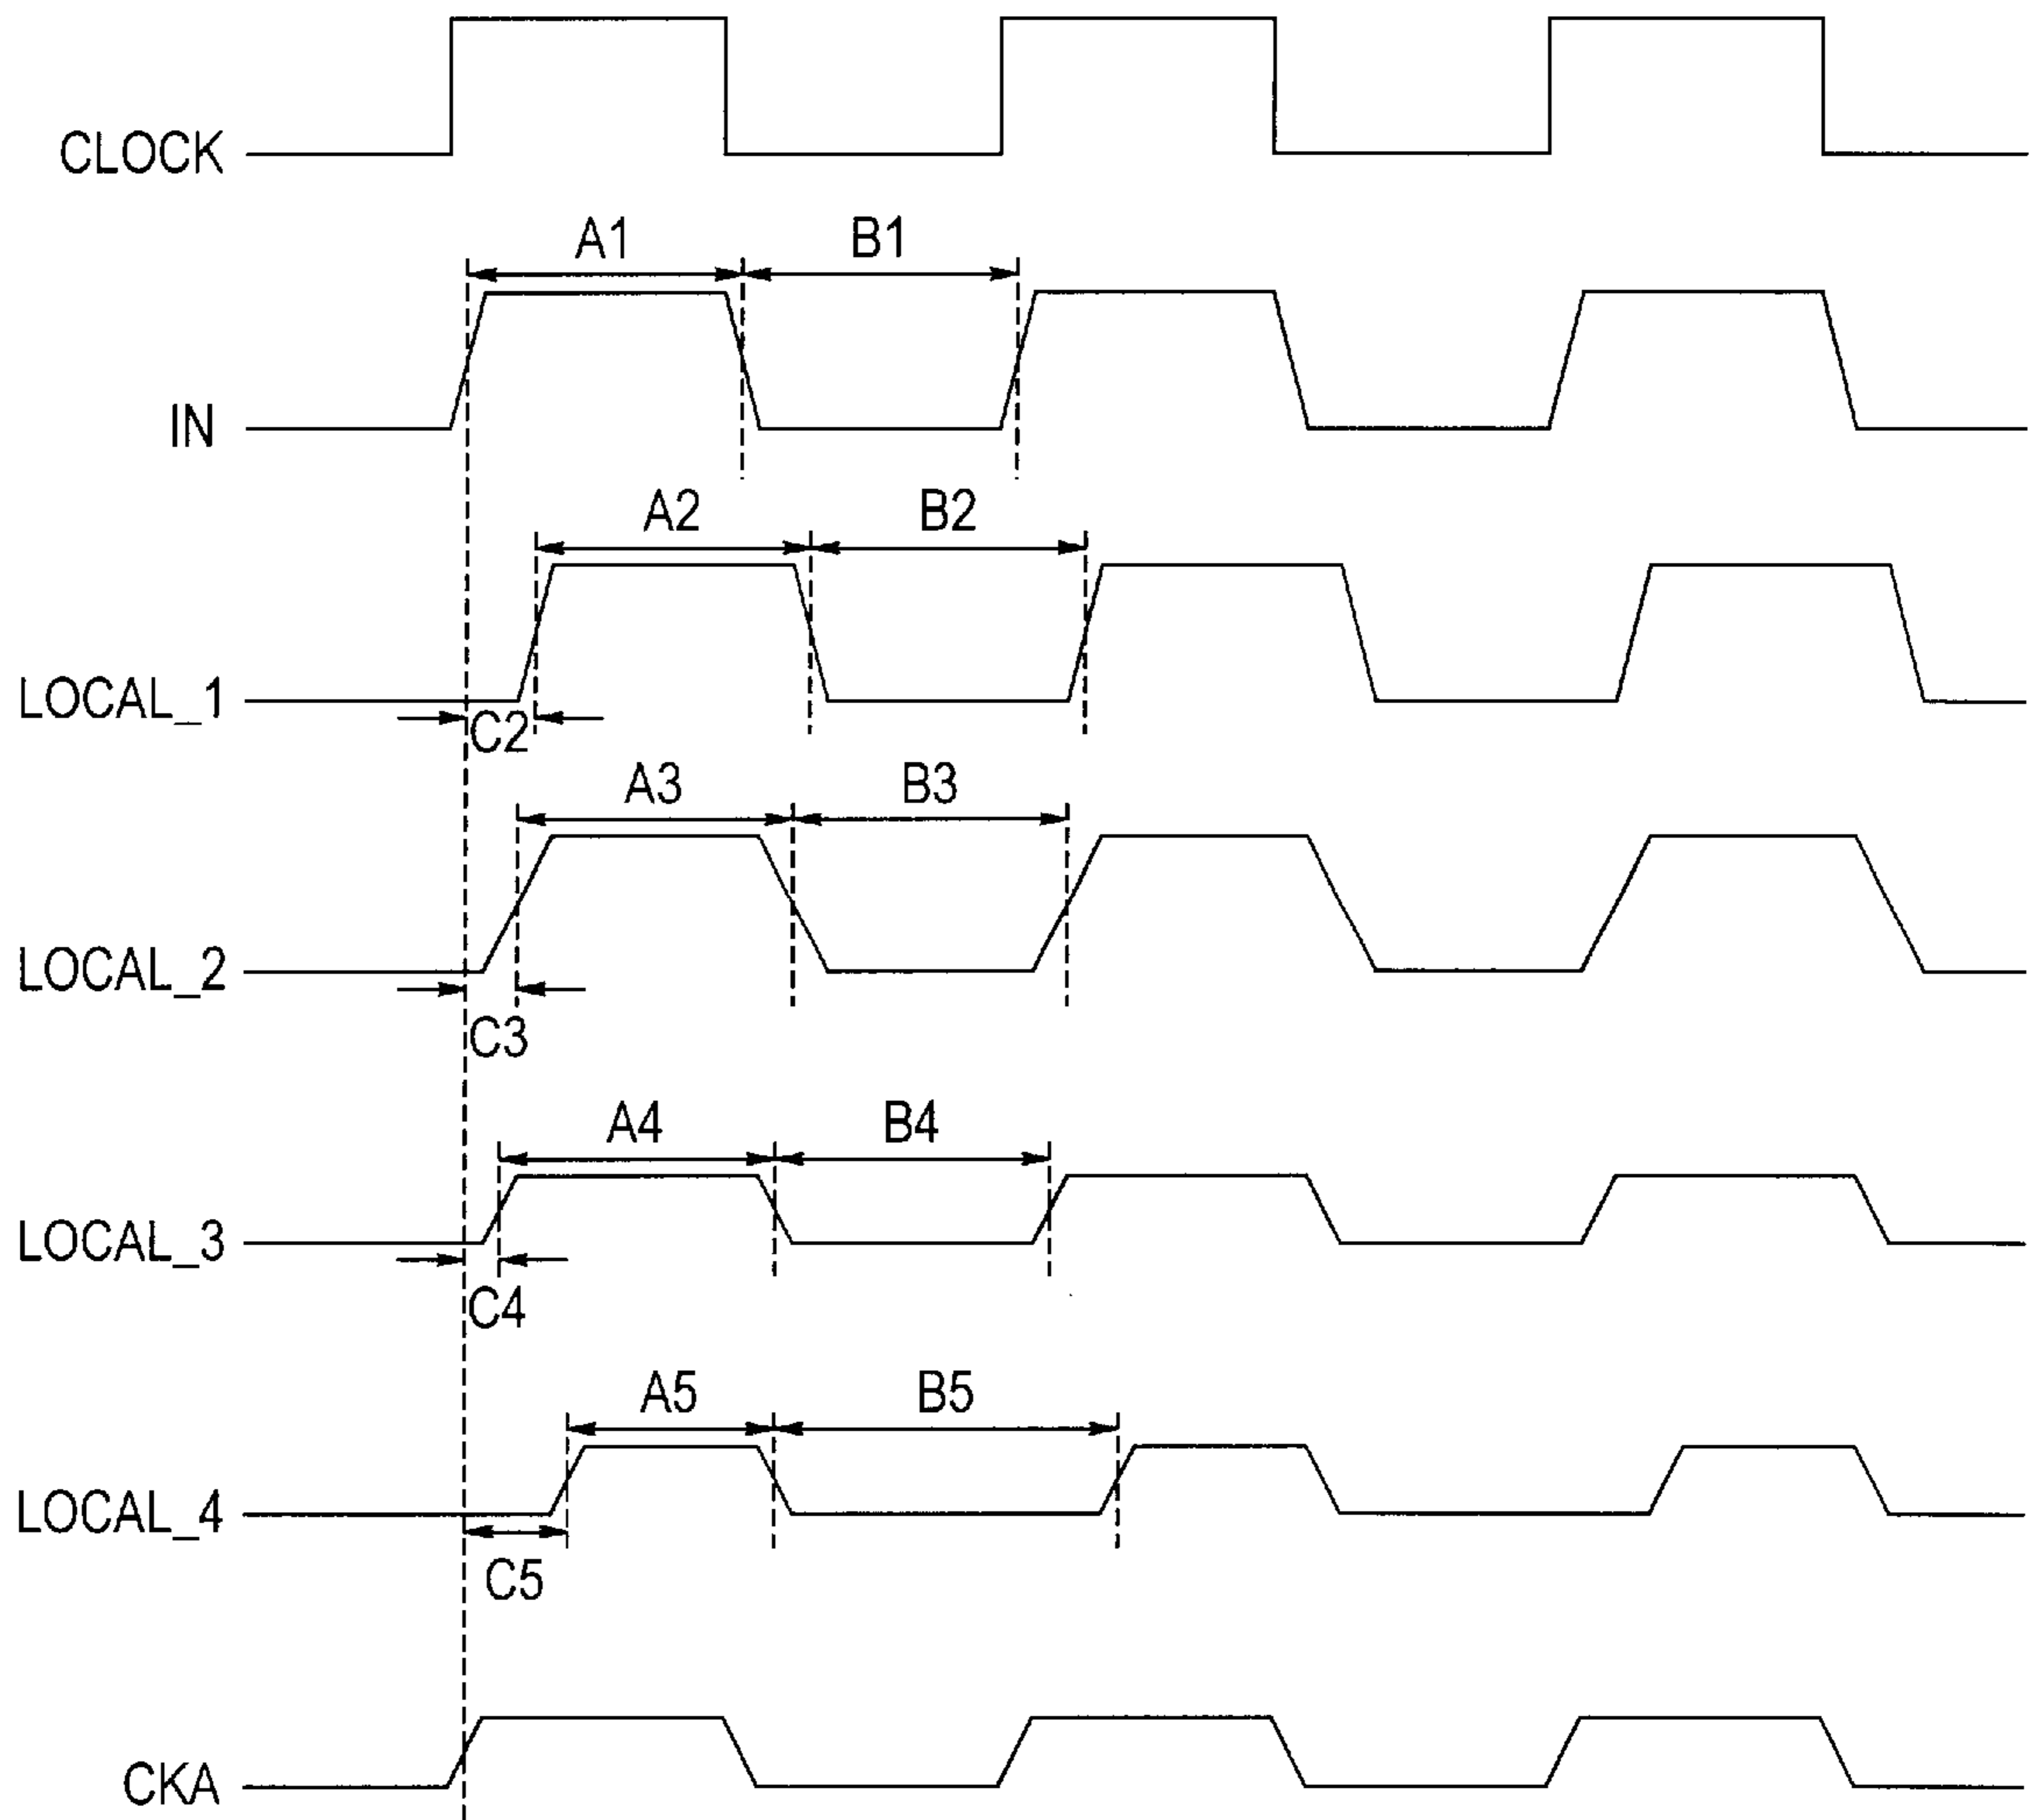 CLOCK
A1 B1
IN
A2 B2
LOCAL_1
C2
A3 B3
LOCAL_2
C3
A4 B4
LOCAL_3
C4
A5 B5
LOCAL_4
C5
CKA